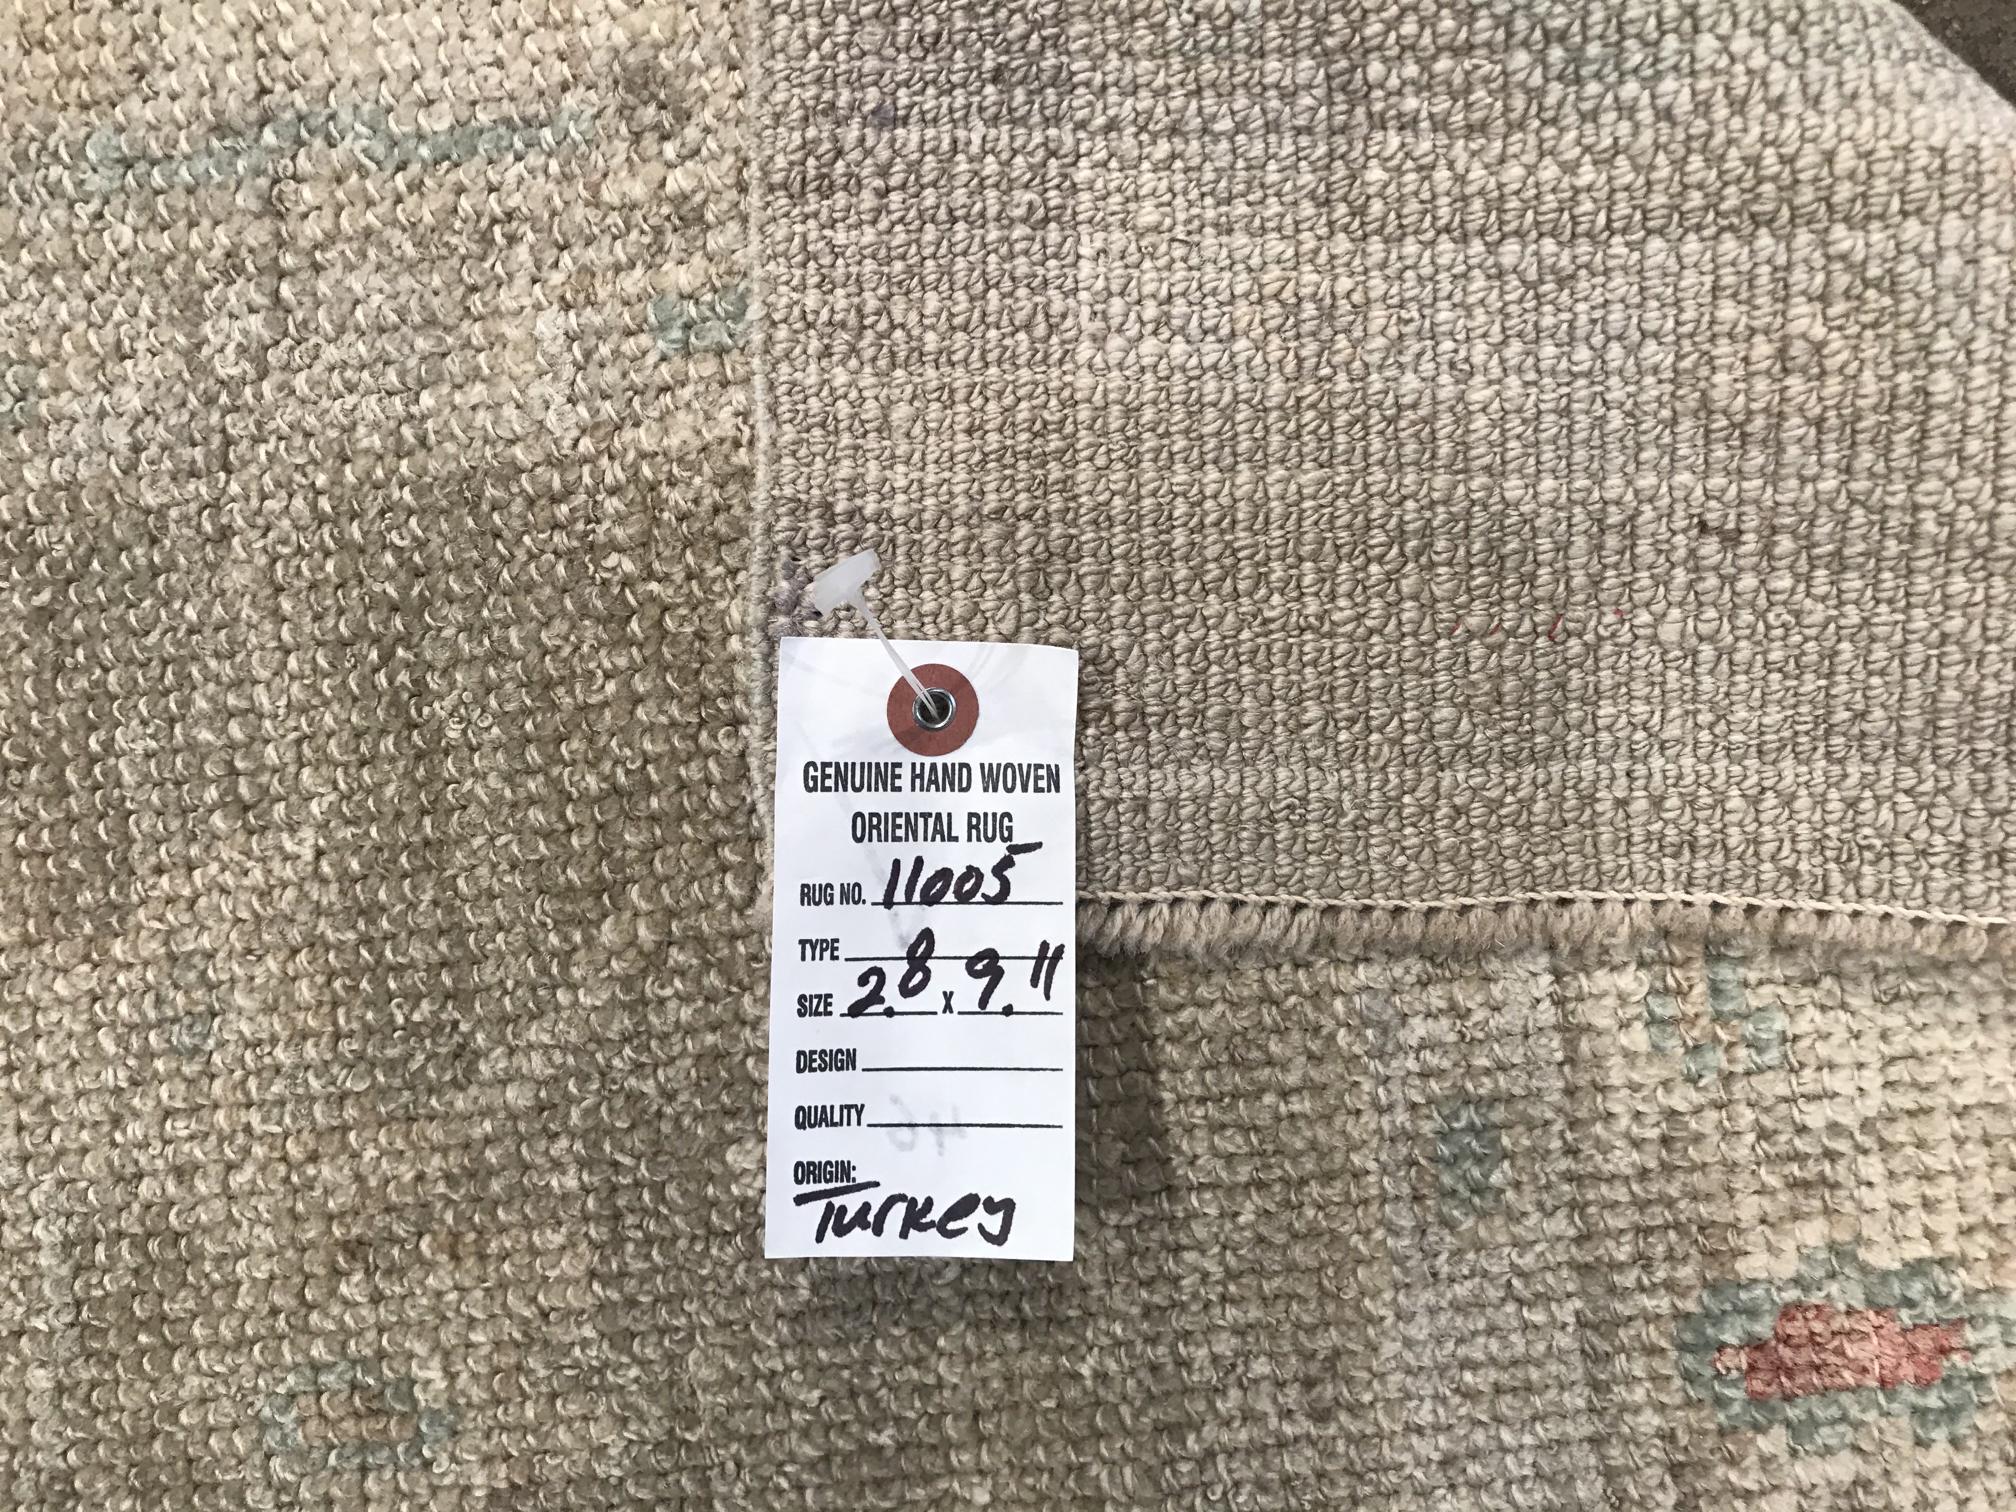 GENUINE HAND WOVEN
ORIENTAL RUG
RUG NO. 11005
TYPE
SIZE 2.8 X 9.11
DESIGN
QUALITY
ORIGIN:
Turkey